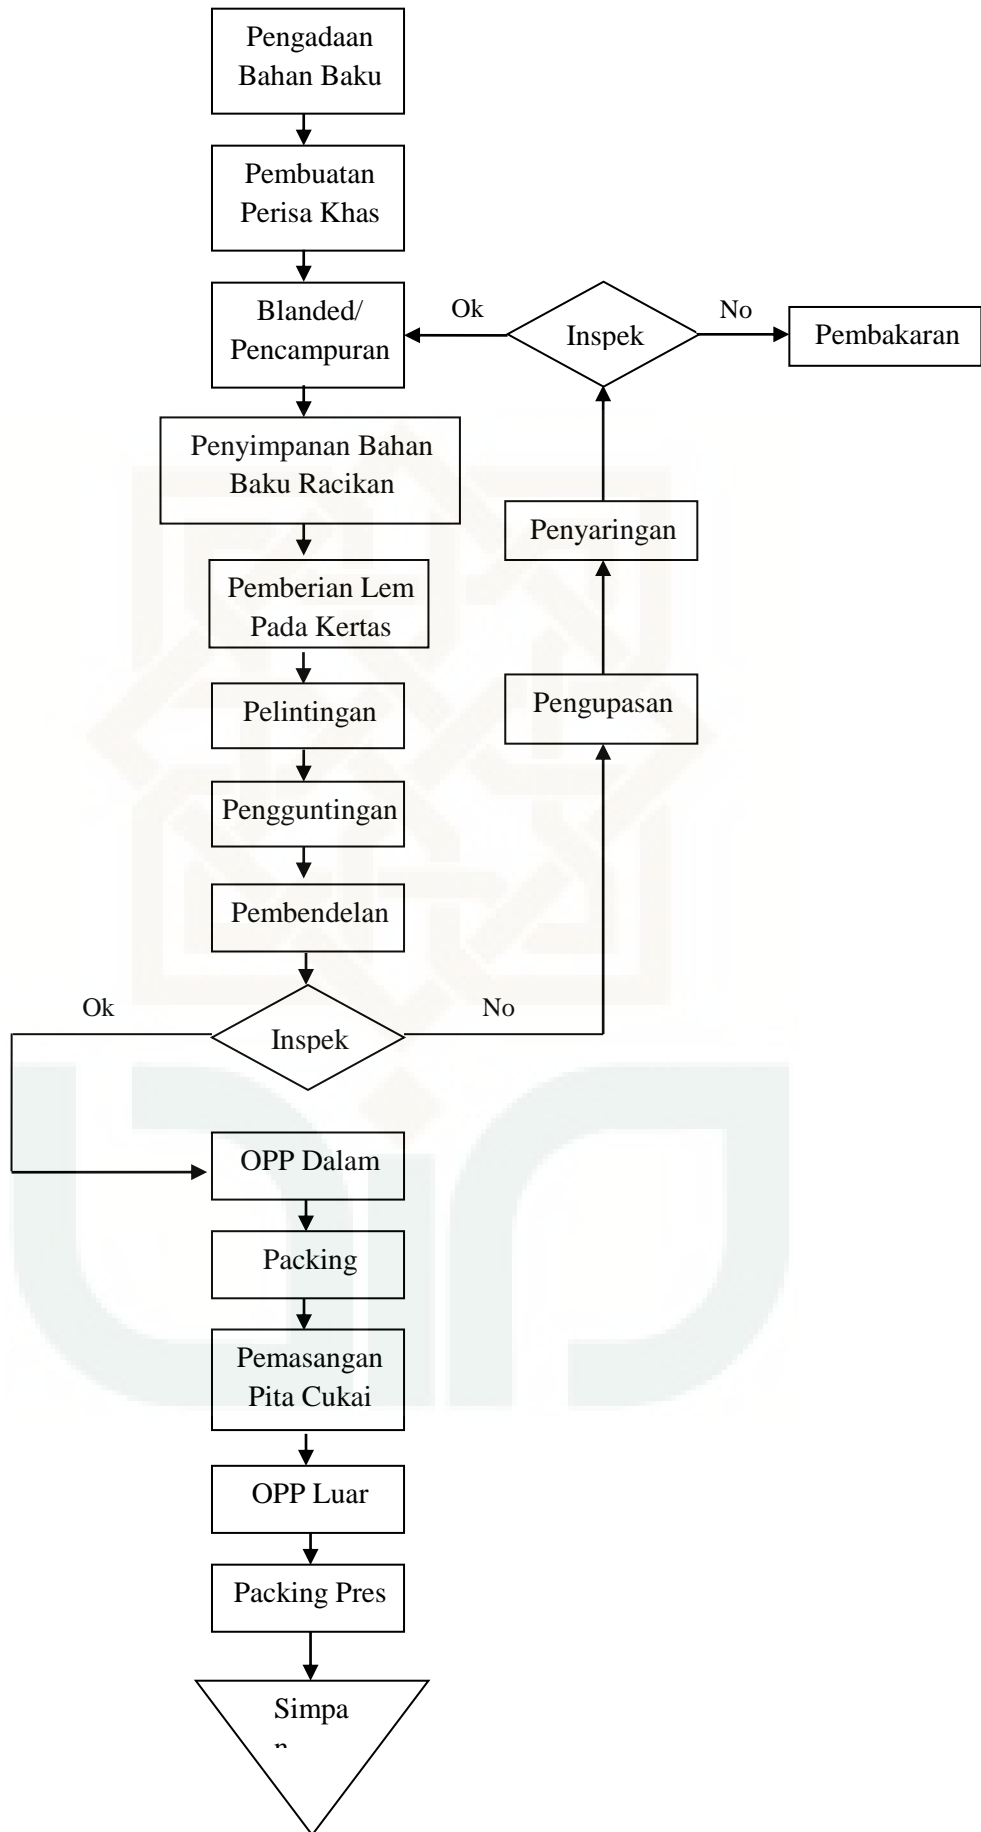 Pengadaan
Bahan Baku
Pembuatan
Perisa Khas
Blanded/
Pencampuran
Ok
Inspek
No
Pembakaran
Penyimpanan Bahan
Baku Racikan
Penyaringan
Pemberian Lem
Pada Kertas
Pelintingan
Pengupasan
Pengguntingan
Pembendelan
Ok
Inspek
No
OPP Dalam
Packing
Pemasangan
Pita Cukai
OPP Luar
Packing Pres
Simpa
n